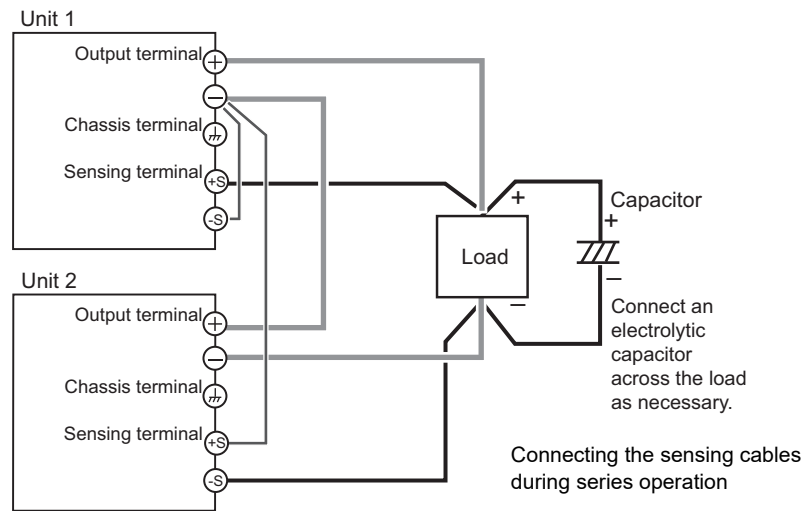 Unit 1
Output terminal
+
−
Chassis terminal
Sensing terminal
+S
-S
Unit 2
Output terminal
+
−
Chassis terminal
Sensing terminal
+S
-S
Load
+
−
Capacitor
+
−
Connect an
electrolytic
capacitor
across the load
as necessary.
Connecting the sensing cables
during series operation